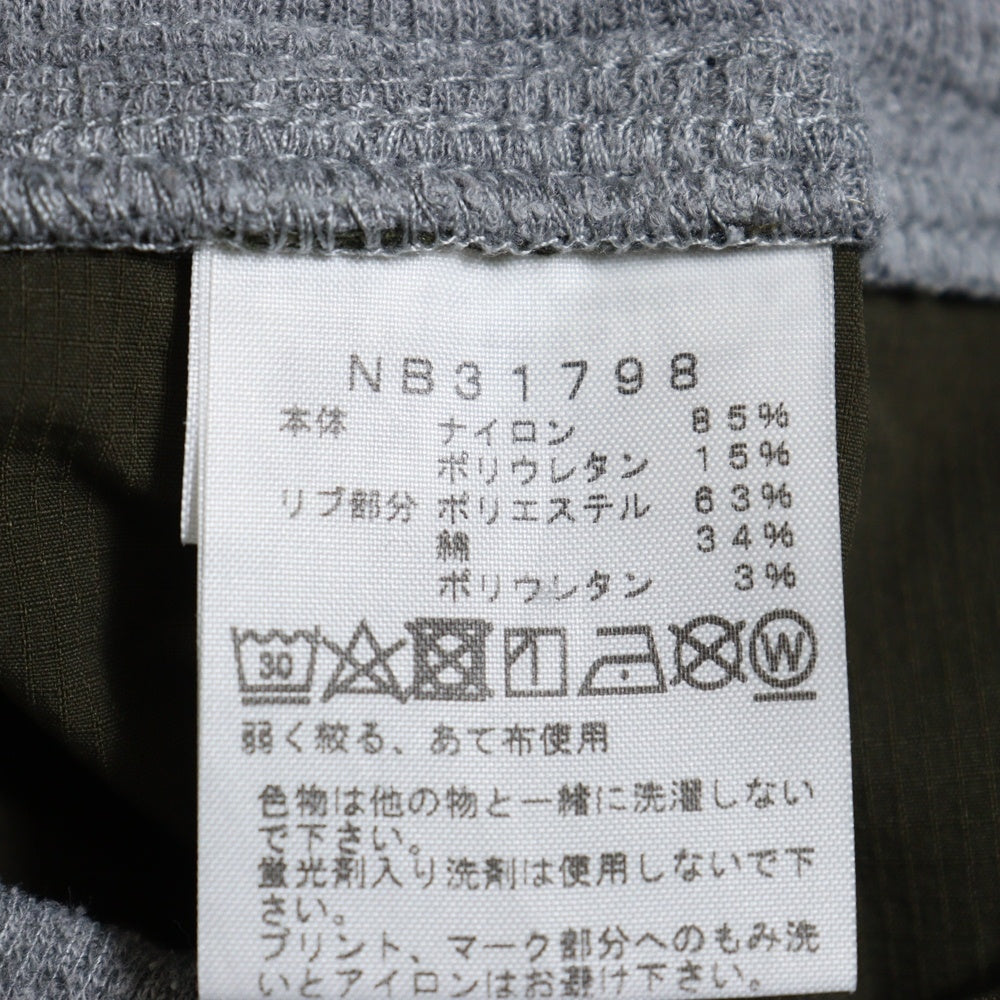 NB31798
本体 ナイロン 85%
ポリウレタン 15%
リブ部分 ポリエステル 63%
綿 34%
ポリウレタン 3%
30 W
弱く絞る、あて布使用
色物は他の物と一緒に洗濯しない
で下さい。
蛍光剤入り洗剤は使用しないで下
さい。
プリント、マーク部分へのもみ洗
いとアイロンはお避け下さい。